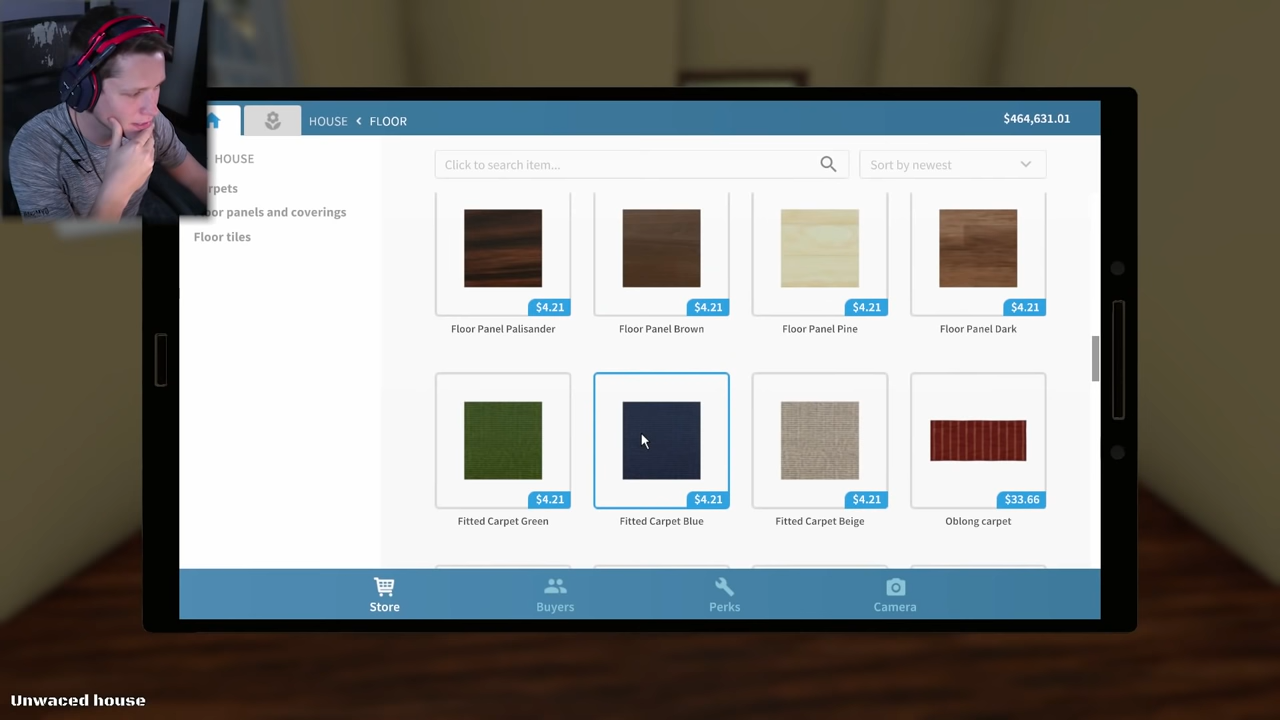 HOUSE < FLOOR
$464,631.01
HOUSE
Click to search item...
Sort by newest
rpets
oor panels and coverings
Floor tiles
$4.21
$4.21
$4.21
$4.21
Floor Panel Palisander
Floor Panel Brown
Floor Panel Pine
Floor Panel Dark
$4.21
$4.21
$4.21
$33.66
Fitted Carpet Green
Fitted Carpet Blue
Fitted Carpet Beige
Oblong carpet
Store
Buyers
Perks
Camera
Unwaced house